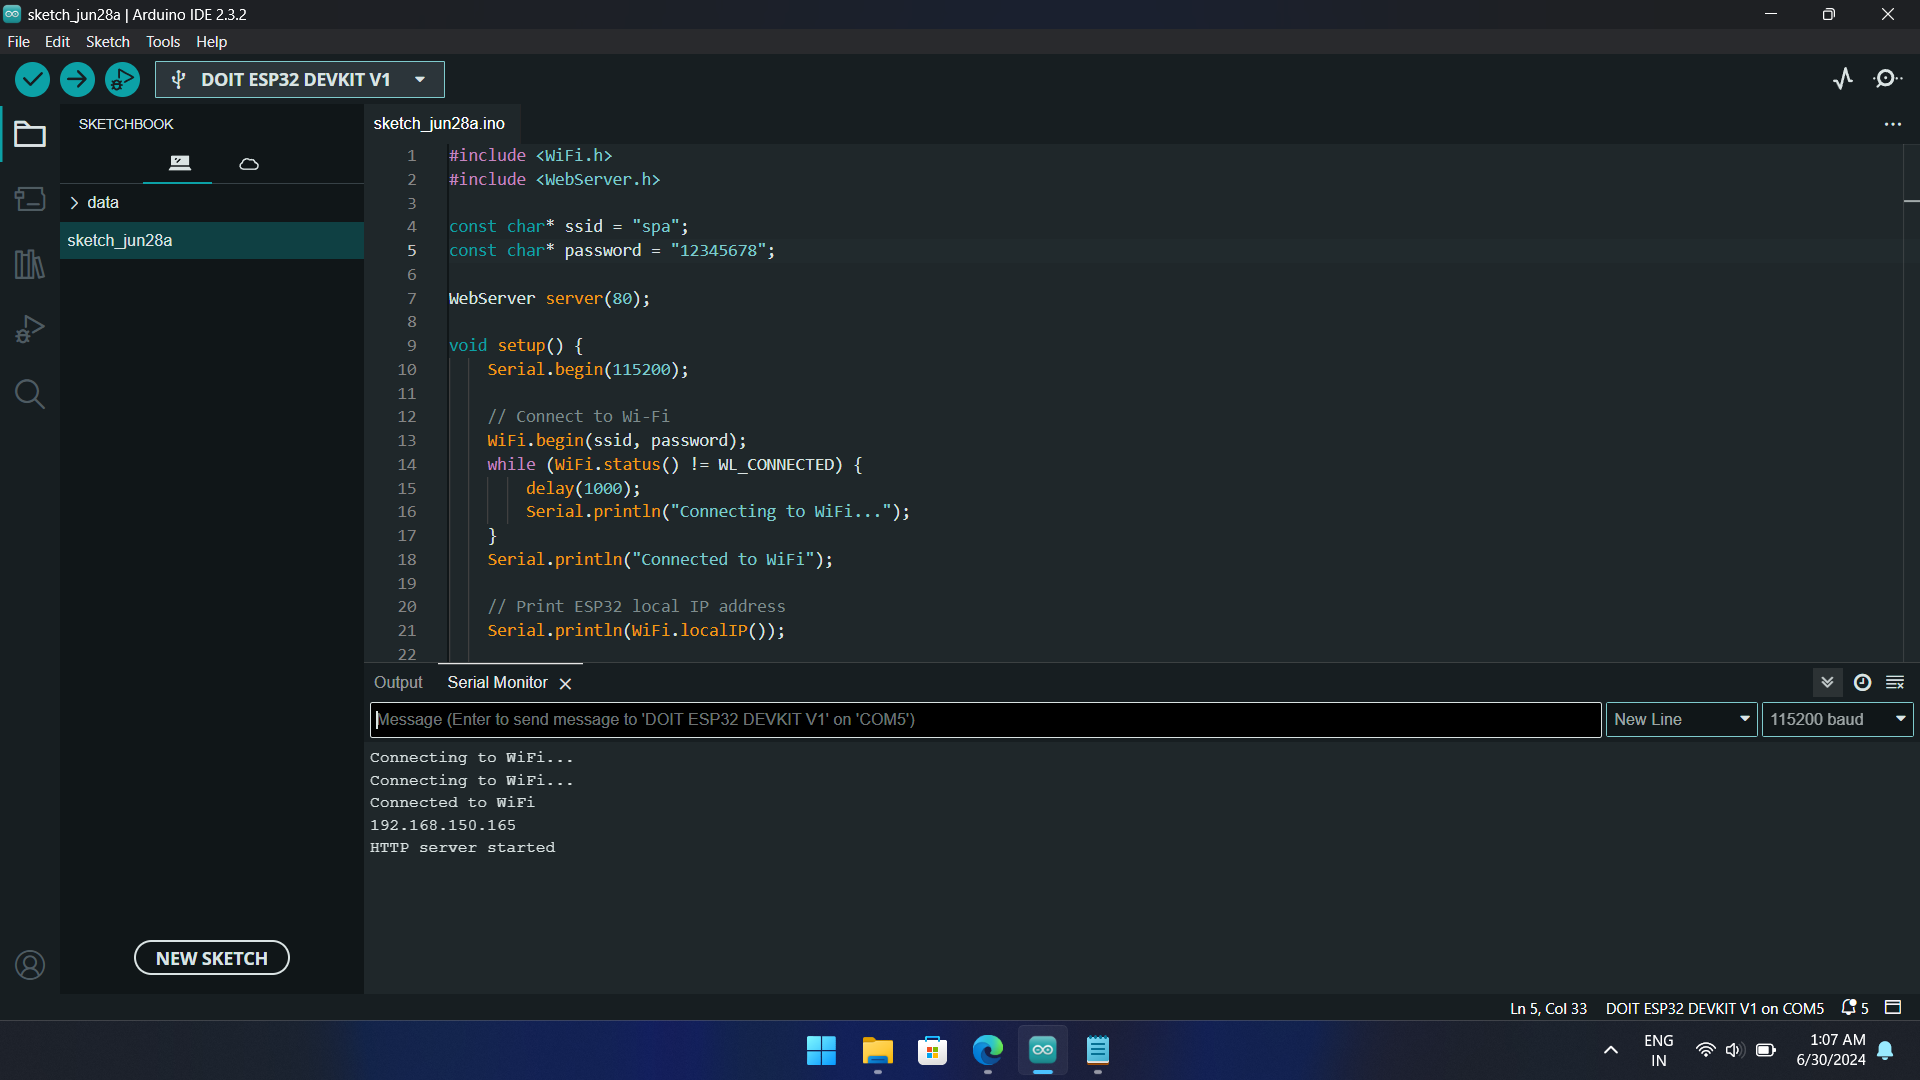 sketch_jun28a | Arduino IDE 2.3.2
File Edit Sketch Tools Help
DOIT ESP32 DEVKIT V1
SKETCHBOOK
data
sketch_jun28a
NEW SKETCH
sketch_jun28a.ino
1 #include <WiFi.h>
2 #include <WebServer.h>
3
4 const char* ssid = "spa";
5 const char* password = "12345678";
6
7 WebServer server(80);
8
9 void setup() {
10 Serial.begin(115200);
11
12 // Connect to Wi-Fi
13 WiFi.begin(ssid, password);
14 while (WiFi.status() != WL_CONNECTED) {
15 delay(1000);
16 Serial.println("Connecting to WiFi...");
17 }
18 Serial.println("Connected to WiFi");
19
20 // Print ESP32 local IP address
21 Serial.println(WiFi.localIP());
22
Output Serial Monitor
Message (Enter to send message to 'DOIT ESP32 DEVKIT V1' on 'COM5')
New Line 115200 baud
Connecting to WiFi...
Connecting to WiFi...
Connected to WiFi
192.168.150.165
HTTP server started
Ln 5, Col 33 DOIT ESP32 DEVKIT V1 on COM5 5
ENG
IN
1:07 AM
6/30/2024